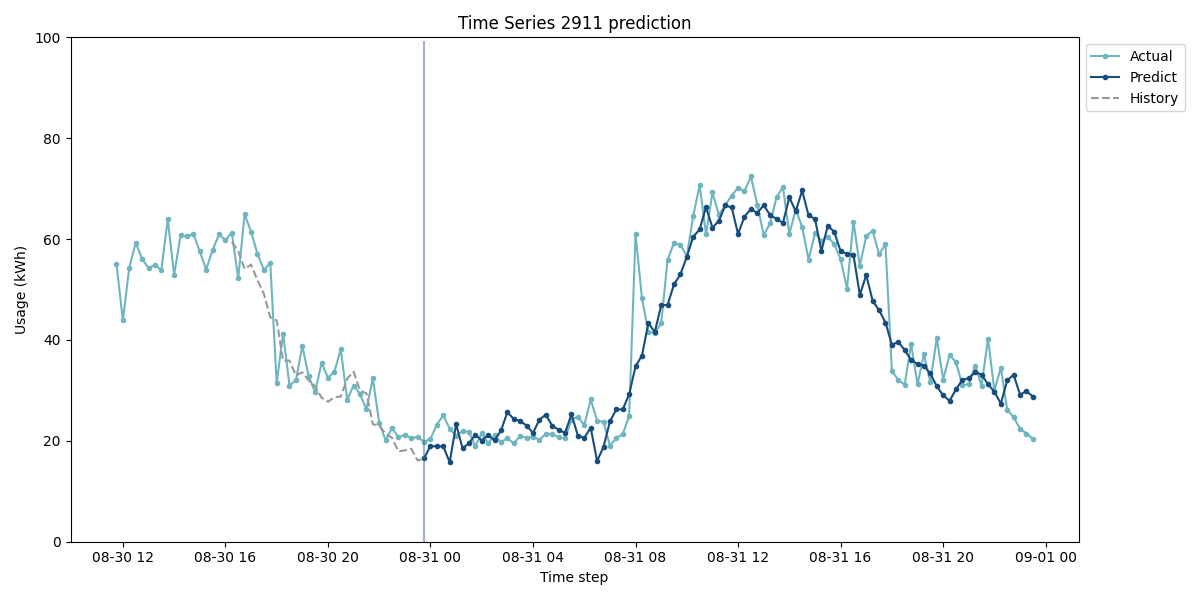 Time Series 2911 prediction
100
80
60
40
20
0
Usage (kWh)
08-30 12
08-30 16
08-30 20
08-31 00
08-31 04
08-31 08
08-31 12
08-31 16
08-31 20
09-01 00
Time step
Actual
Predict
History